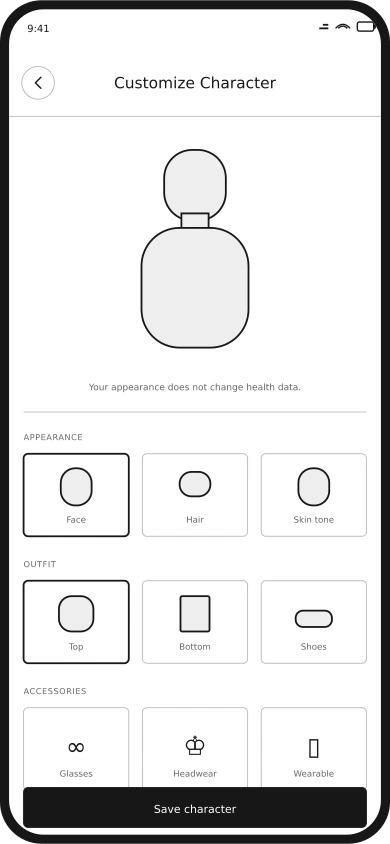 9:41
Customize Character
Your appearance does not change health data.
APPEARANCE
Face Hair Skin tone
OUTFIT
Top Bottom Shoes
ACCESSORIES
Glasses Headwear Wearable
Save character